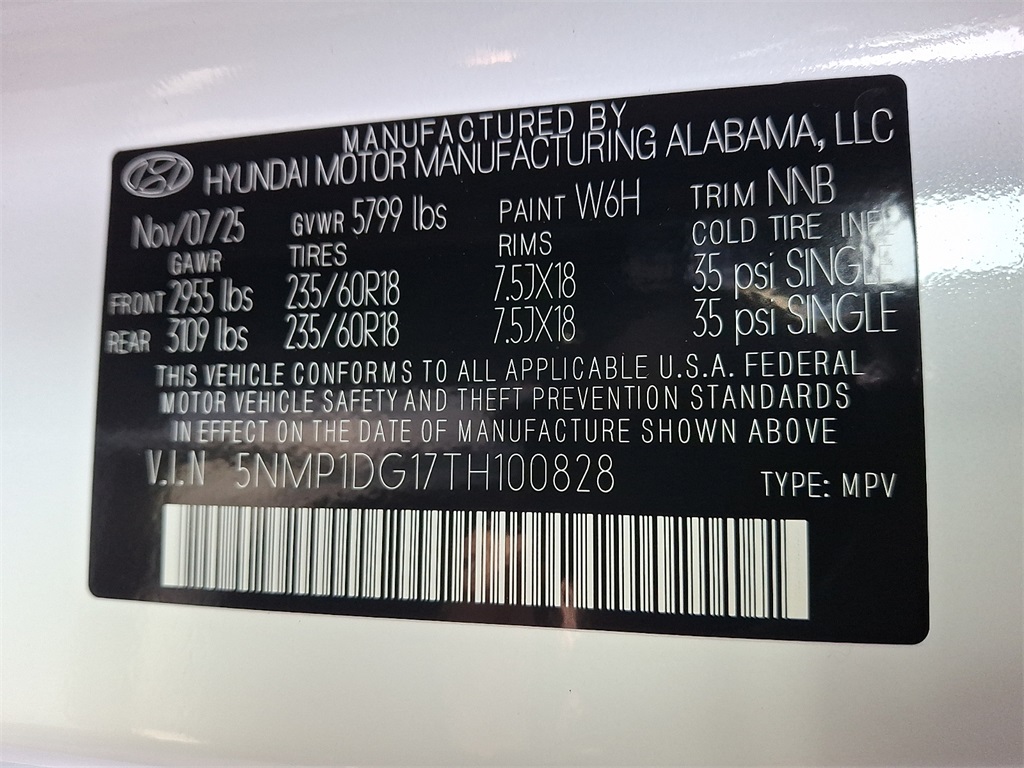 MANUFACTURED BY
HYUNDAI MOTOR MANUFACTURING ALABAMA, LLC
Nov/07/25 GVWR 5799 lbs PAINT W6H TRIM NNB
GAWR TIRES RIMS COLD TIRE INFL
FRONT 2955 lbs 235/60R18 7.5JX18 35 psi SINGLE
REAR 3109 lbs 235/60R18 7.5JX18 35 psi SINGLE
THIS VEHICLE CONFORMS TO ALL APPLICABLE U.S.A. FEDERAL
MOTOR VEHICLE SAFETY AND THEFT PREVENTION STANDARDS
IN EFFECT ON THE DATE OF MANUFACTURE SHOWN ABOVE
V.I.N 5NMP1DG17TH100828 TYPE: MPV